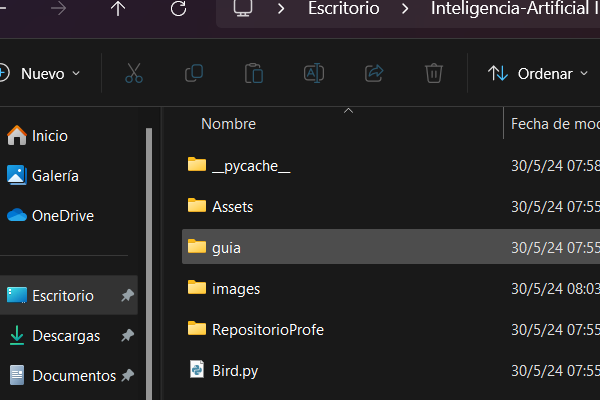 Escritorio Inteligencia-Artificial I
Nuevo Ordenar
Nombre Fecha de mod
Inicio
Galería
OneDrive
Escritorio
Descargas
Documentos
__pycache__ 30/5/24 07:58
Assets 30/5/24 07:55
guia 30/5/24 07:55
images 30/5/24 08:03
RepositorioProfe 30/5/24 07:55
Bird.py 30/5/24 07:55